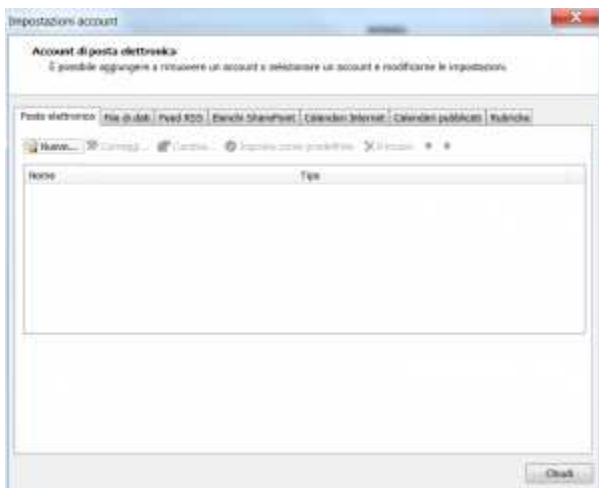 Impostazioni account
Account di posta elettronica
È possibile aggiungere o rimuovere un account o selezionare un account e modificarne le impostazioni.
Posta elettronica File di dati Feed RSS Elenchi SharePoint Calendari Internet Calendari pubblicati Rubriche
Nuovo... Cambia... Imposta come predefinito Rimuovi
Nome Tipo
Chiudi